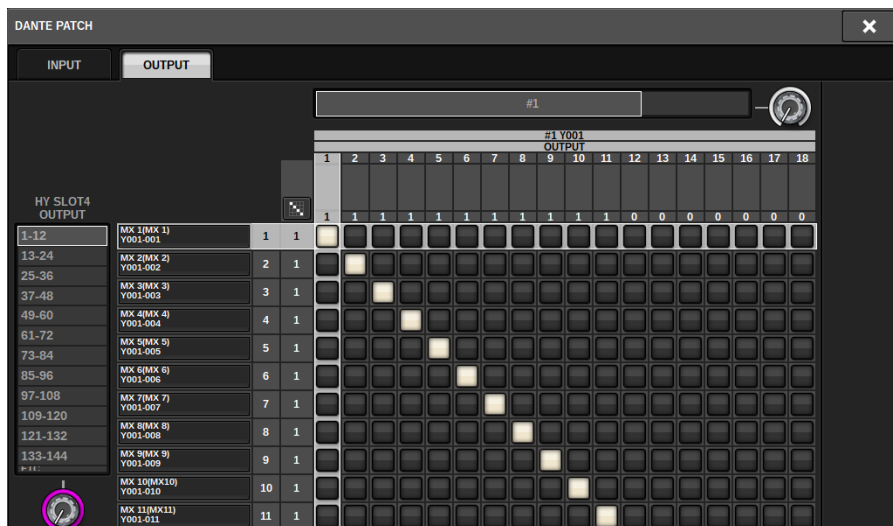 DANTE PATCH
INPUT OUTPUT
#1
#1 Y001
OUTPUT
1 2 3 4 5 6 7 8 9 10 11 12 13 14 15 16 17 18
HY SLOT4
OUTPUT
1 1 1 1 1 1 1 1 1 1 1 0 0 0 0 0 0 0
1-12
13-24
25-36
37-48
49-60
61-72
73-84
85-96
97-108
109-120
121-132
133-144
MX 1(MX 1)
Y001-001
1 1
MX 2(MX 2)
Y001-002
2 1
MX 3(MX 3)
Y001-003
3 1
MX 4(MX 4)
Y001-004
4 1
MX 5(MX 5)
Y001-005
5 1
MX 6(MX 6)
Y001-006
6 1
MX 7(MX 7)
Y001-007
7 1
MX 8(MX 8)
Y001-008
8 1
MX 9(MX 9)
Y001-009
9 1
MX 10(MX10)
Y001-010
10 1
MX 11(MX11)
Y001-011
11 1